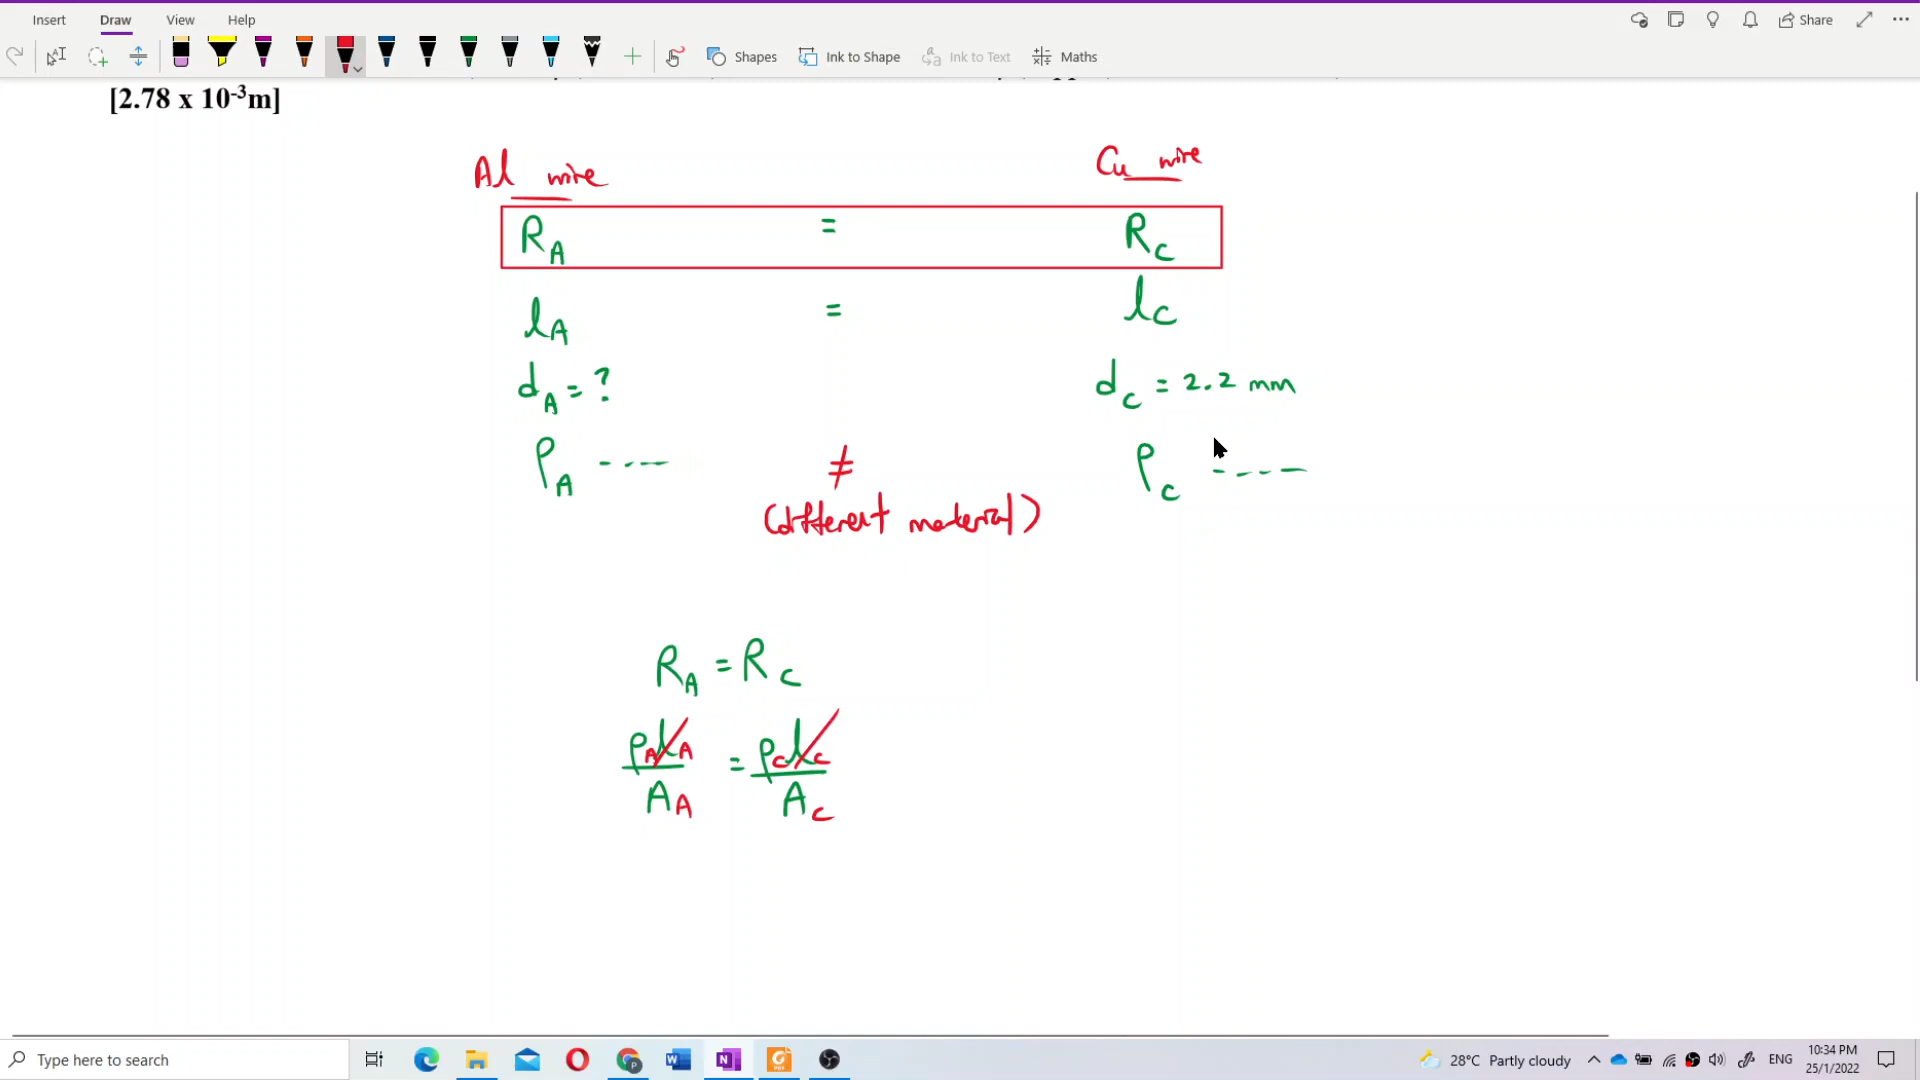 Insert Draw View Help Share
Shapes Ink to Shape Ink to Text Maths
[2.78 x 10⁻³m]
Al wire Cu wire
R_A = R_C
l_A = l_C
d_A = ? d_C = 2.2 mm
ρ_A ---- ≠ ρ_C ----
(different material)
R_A = R_C
ρ_A l_A / A_A = ρ_C l_C / A_C
Type here to search
28°C Partly cloudy ENG 10:34 PM
25/1/2022